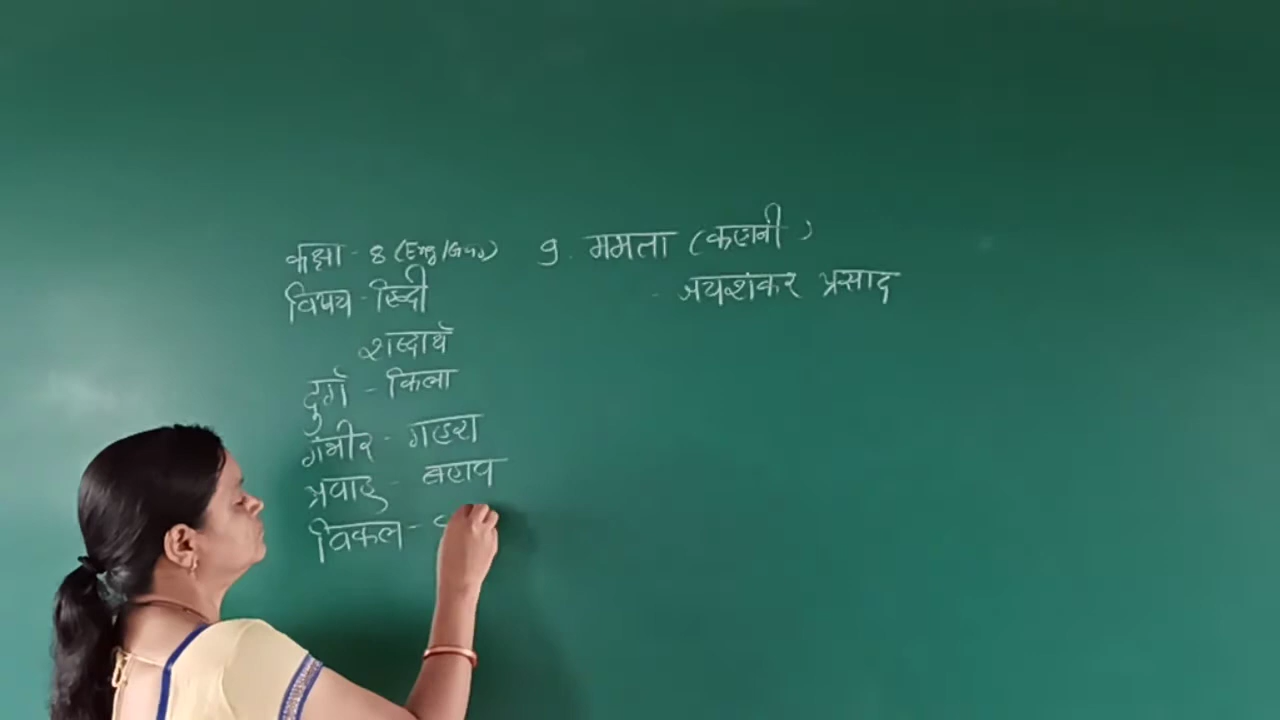 कक्षा - 8 (Eng/Guj)
विषय - हिन्दी
9. ममता (कहानी)
- जयशंकर प्रसाद
शब्दार्थ
दुर्ग - किला
गंभीर - गहरा
प्रवाह - बहाव
विकल -